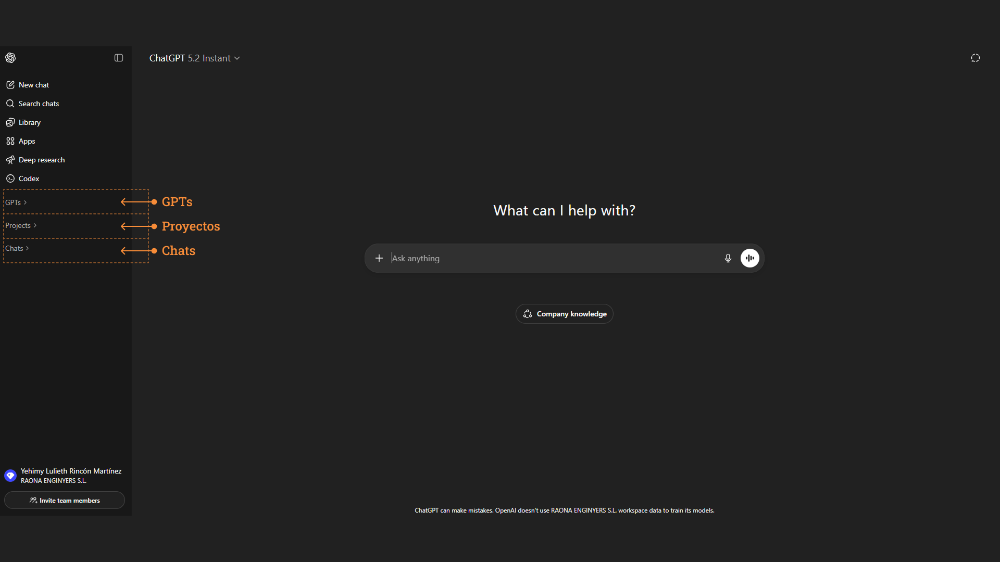 ChatGPT 5.2 Instant
New chat
Search chats
Library
Apps
Deep research
Codex
GPTs
GPTs
Projects
Proyectos
Chats
Chats
What can I help with?
Ask anything
Company knowledge
Yehimy Lulieth Rincón Martínez
RAONA ENGINYERS S.L.
Invite team members
ChatGPT can make mistakes. OpenAI doesn't use RAONA ENGINYERS S.L. workspace data to train its models.